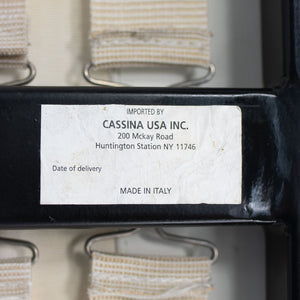 IMPORTED BY
CASSINA USA INC.
200 Mckay Road
Huntington Station NY 11746
Date of delivery
MADE IN ITALY